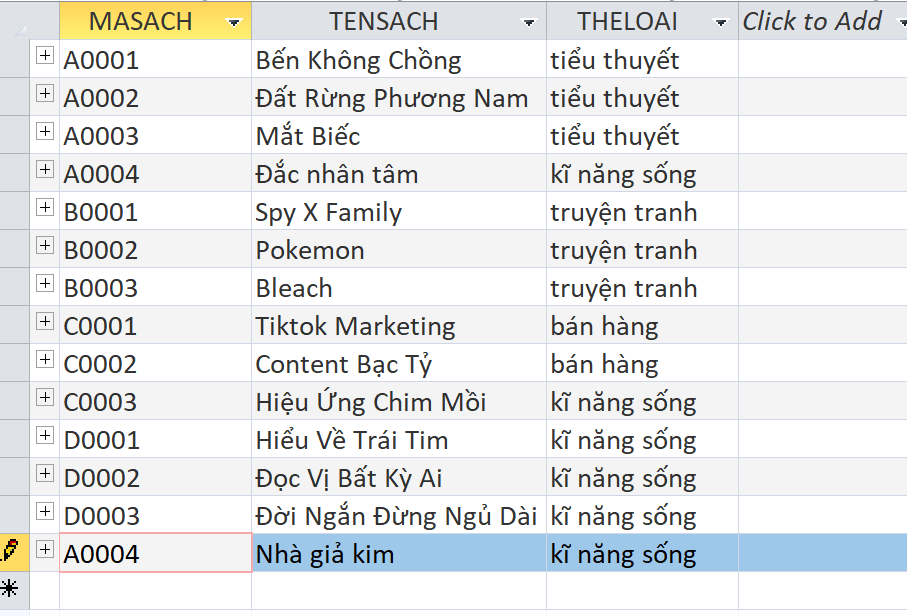 MASACH TENSACH THELOAI Click to Add
A0001 Bến Không Chồng tiểu thuyết
A0002 Đất Rừng Phương Nam tiểu thuyết
A0003 Mắt Biếc tiểu thuyết
A0004 Đắc nhân tâm kĩ năng sống
B0001 Spy X Family truyện tranh
B0002 Pokemon truyện tranh
B0003 Bleach truyện tranh
C0001 Tiktok Marketing bán hàng
C0002 Content Bạc Tỷ bán hàng
C0003 Hiệu Ứng Chim Mồi kĩ năng sống
D0001 Hiểu Về Trái Tim kĩ năng sống
D0002 Đọc Vị Bất Kỳ Ai kĩ năng sống
D0003 Đời Ngắn Đừng Ngủ Dài kĩ năng sống
A0004 Nhà giả kim kĩ năng sống